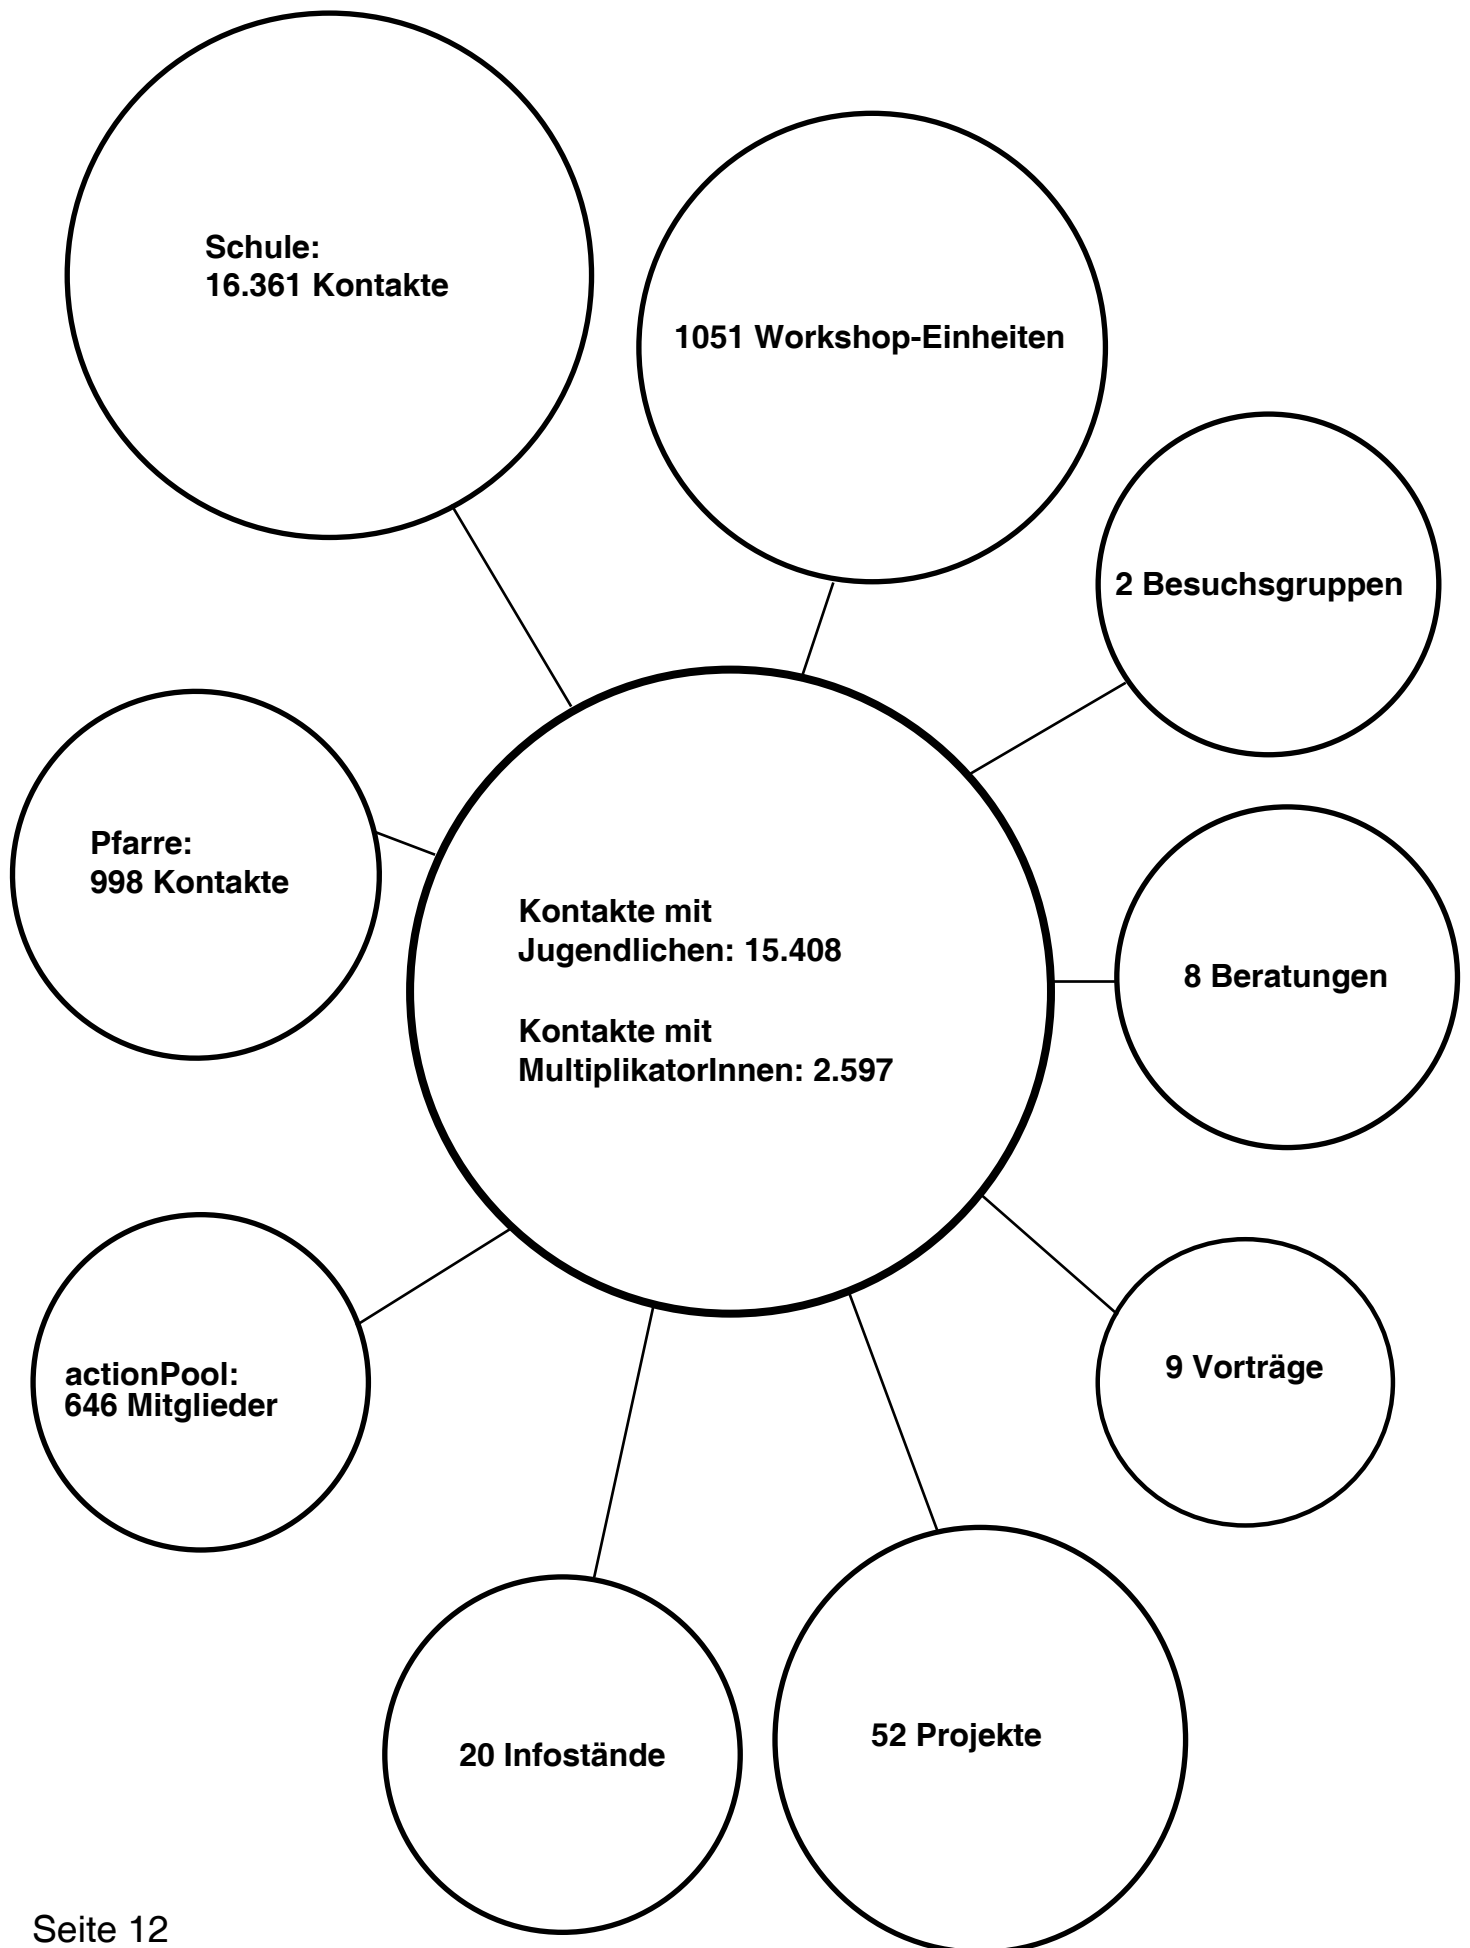 Schule:
16.361 Kontakte
1051 Workshop-Einheiten
2 Besuchsgruppen
Pfarre:
998 Kontakte
Kontakte mit
Jugendlichen: 15.408
Kontakte mit
MultiplikatorInnen: 2.597
8 Beratungen
actionPool:
646 Mitglieder
9 Vorträge
20 Infostände
52 Projekte
Seite 12